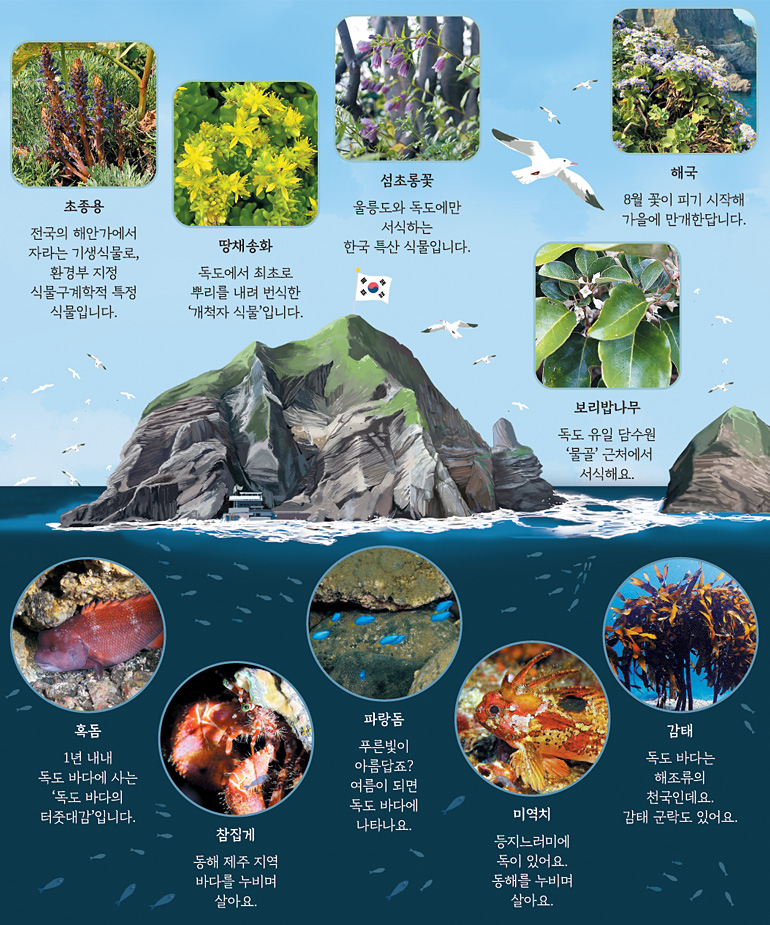 초종용
전국의 해안가에서
자라는 기생식물로,
환경부 지정
식물구계학적 특정
식물입니다.
땅채송화
독도에서 최초로
뿌리를 내려 번식한
‘개척자 식물’입니다.
섬초롱꽃
울릉도와 독도에만
서식하는
한국 특산 식물입니다.
해국
8월 꽃이 피기 시작해
가을에 만개한답니다.
보리밥나무
독도 유일 담수원
‘물골’ 근처에서
서식해요.
혹돔
1년 내내
독도 바다에 사는
‘독도 바다의
터줏대감’입니다.
참집게
동해 제주 지역
바다를 누비며
살아요.
파랑돔
푸른빛이
아름답죠?
여름이 되면
독도 바다에
나타나요.
미역치
등지느러미에
독이 있어요.
동해를 누비며
살아요.
감태
독도 바다는
해조류의
천국인데요.
감태 군락도 있어요.